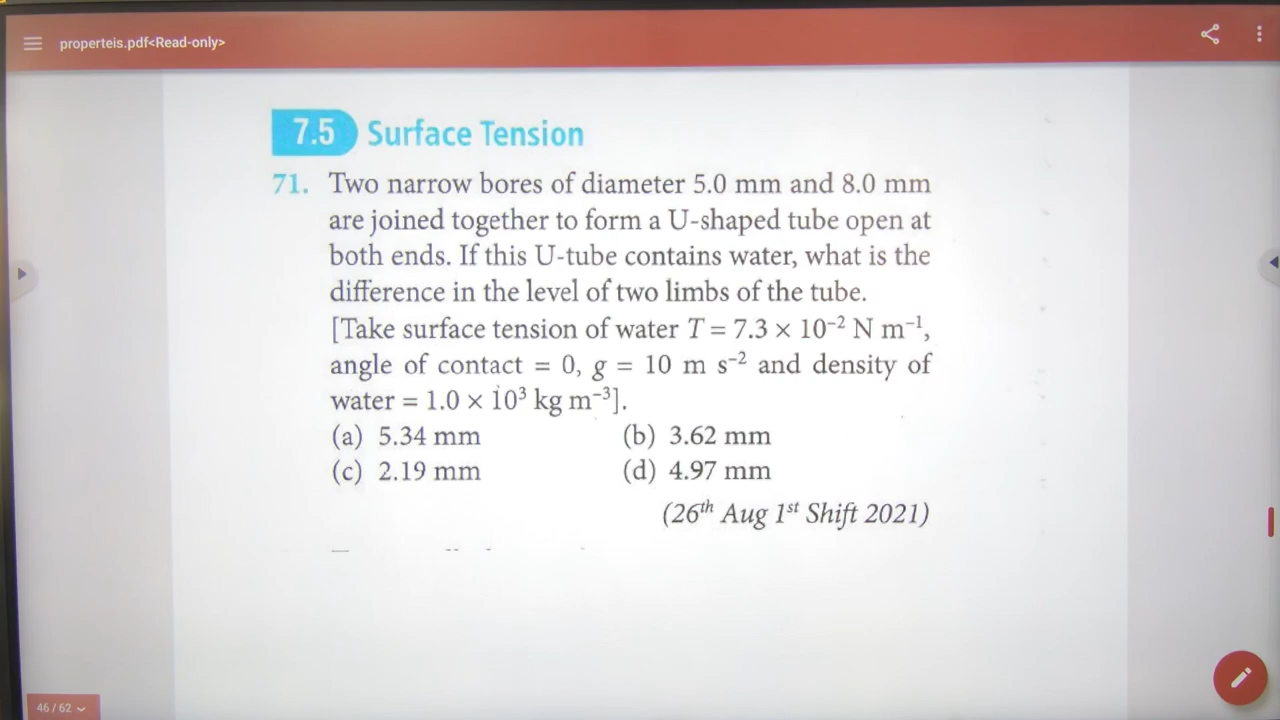 properteis.pdf<Read-only>
7.5 Surface Tension
71. Two narrow bores of diameter 5.0 mm and 8.0 mm
are joined together to form a U-shaped tube open at
both ends. If this U-tube contains water, what is the
difference in the level of two limbs of the tube.
[Take surface tension of water T = 7.3 × 10⁻² N m⁻¹,
angle of contact = 0, g = 10 m s⁻² and density of
water = 1.0 × 10³ kg m⁻³].
(a) 5.34 mm (b) 3.62 mm
(c) 2.19 mm (d) 4.97 mm
(26th Aug 1st Shift 2021)
46 / 62